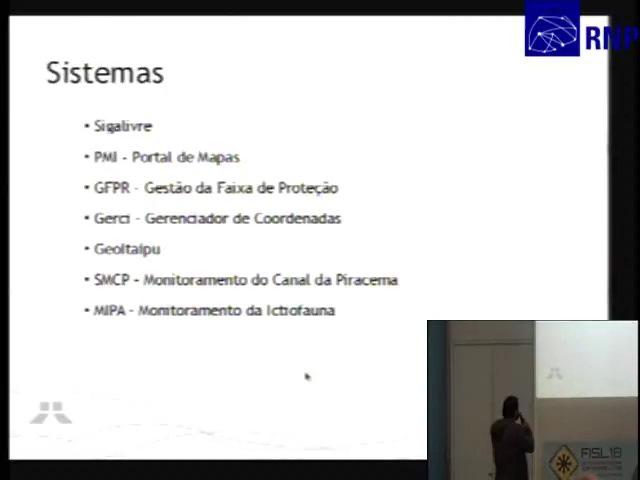 RNP
Sistemas
• Sigalivre
• PMI - Portal de Mapas
• GFPR - Gestão da Faixa de Proteção
• Gerci - Gerenciador de Coordenadas
• GeoItaipu
• SMCP - Monitoramento do Canal da Piracema
• MIPA - Monitoramento da Ictiofauna
FISL18